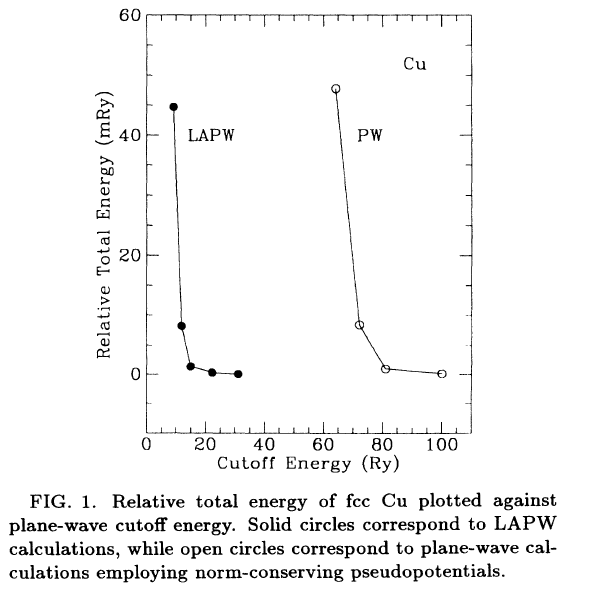 60
Cu
LAPW
PW
40
20
0
Relative Total Energy (mRy)
0 20 40 60 80 100
Cutoff Energy (Ry)
FIG. 1. Relative total energy of fcc Cu plotted against
plane-wave cutoff energy. Solid circles correspond to LAPW
calculations, while open circles correspond to plane-wave cal-
culations employing norm-conserving pseudopotentials.